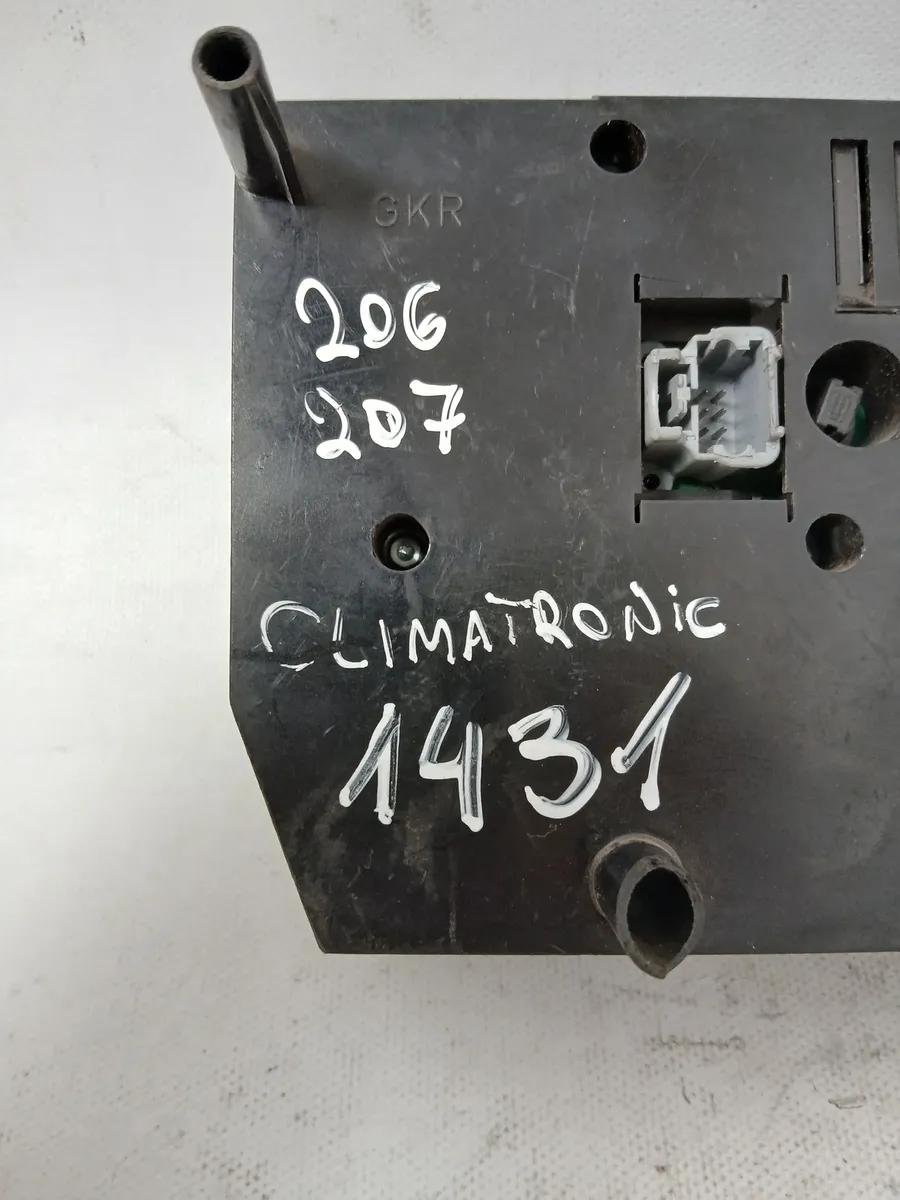 GKR
206
207
CLIMATRONiC
1431